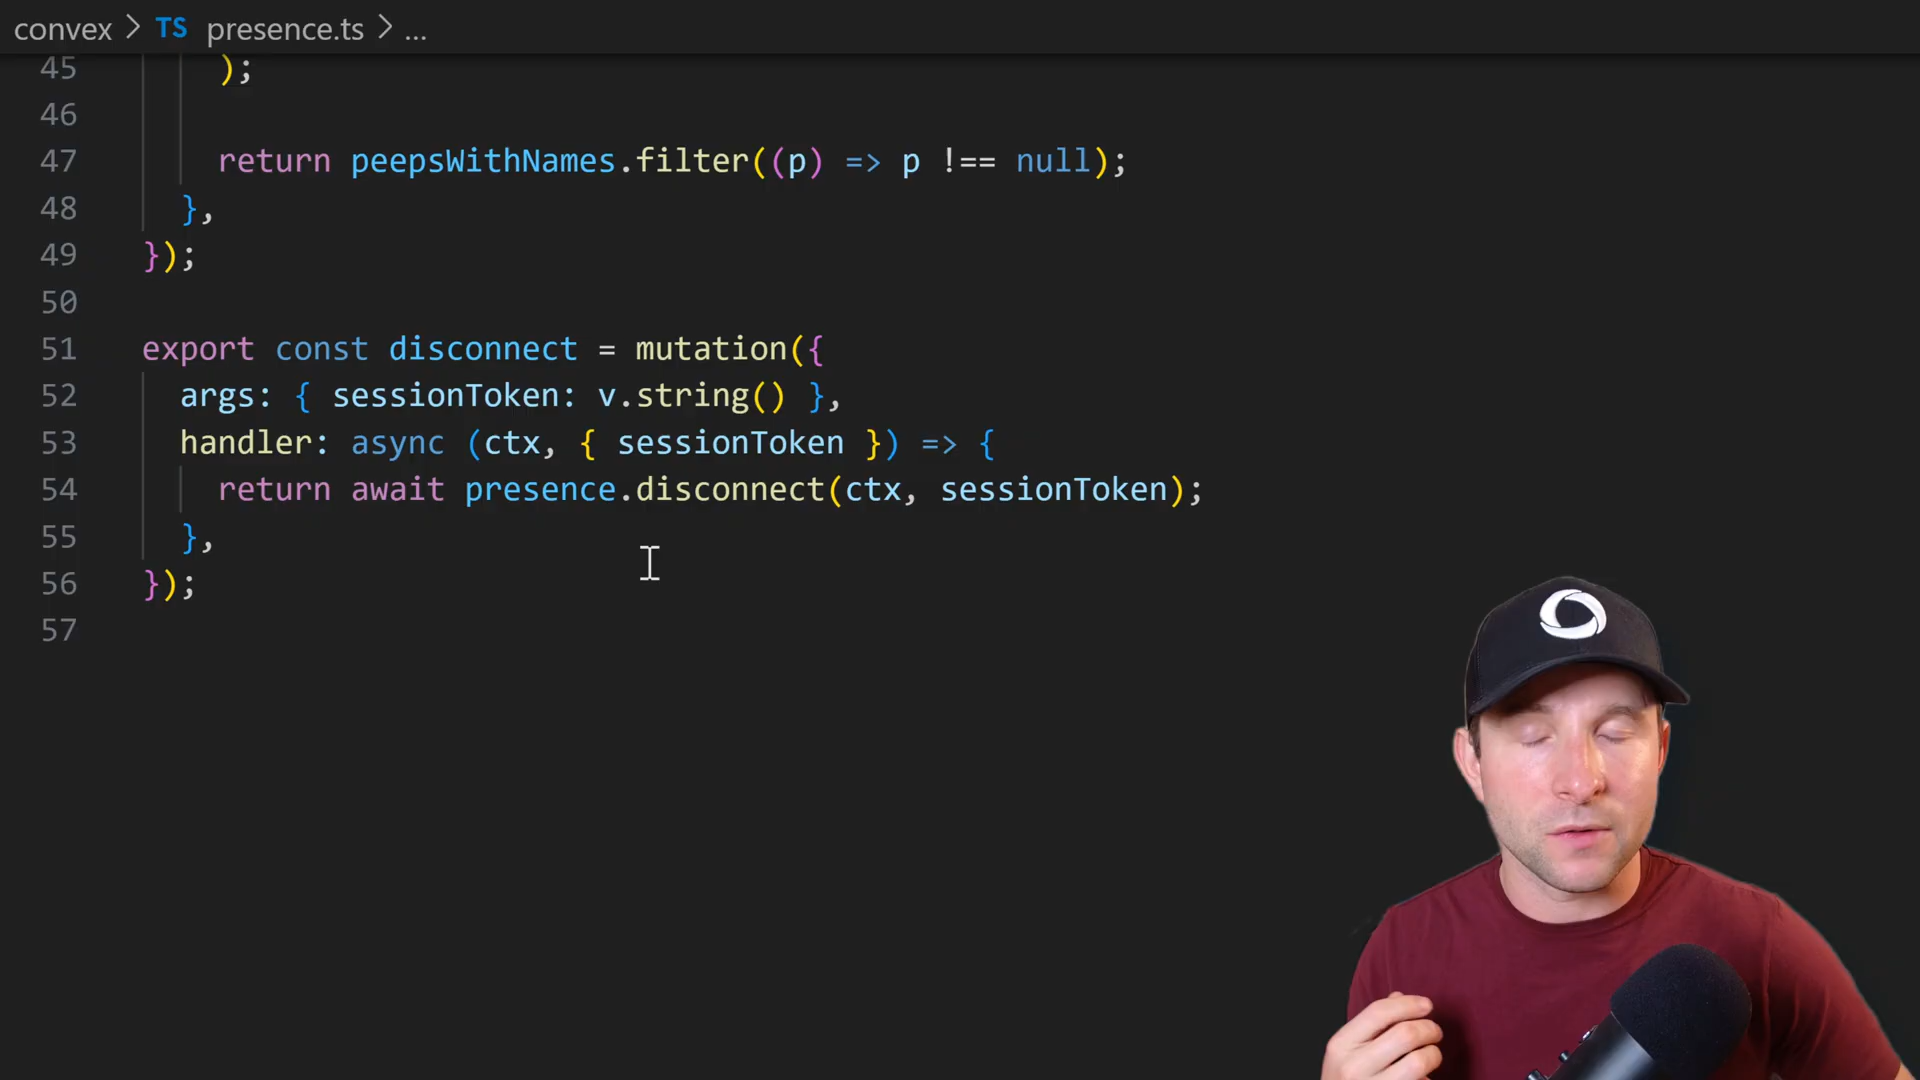 convex > TS presence.ts > ...
45 );
46
47 return peepsWithNames.filter((p) => p !== null);
48 },
49 });
50
51 export const disconnect = mutation({
52 args: { sessionToken: v.string() },
53 handler: async (ctx, { sessionToken }) => {
54 return await presence.disconnect(ctx, sessionToken);
55 },
56 });
57